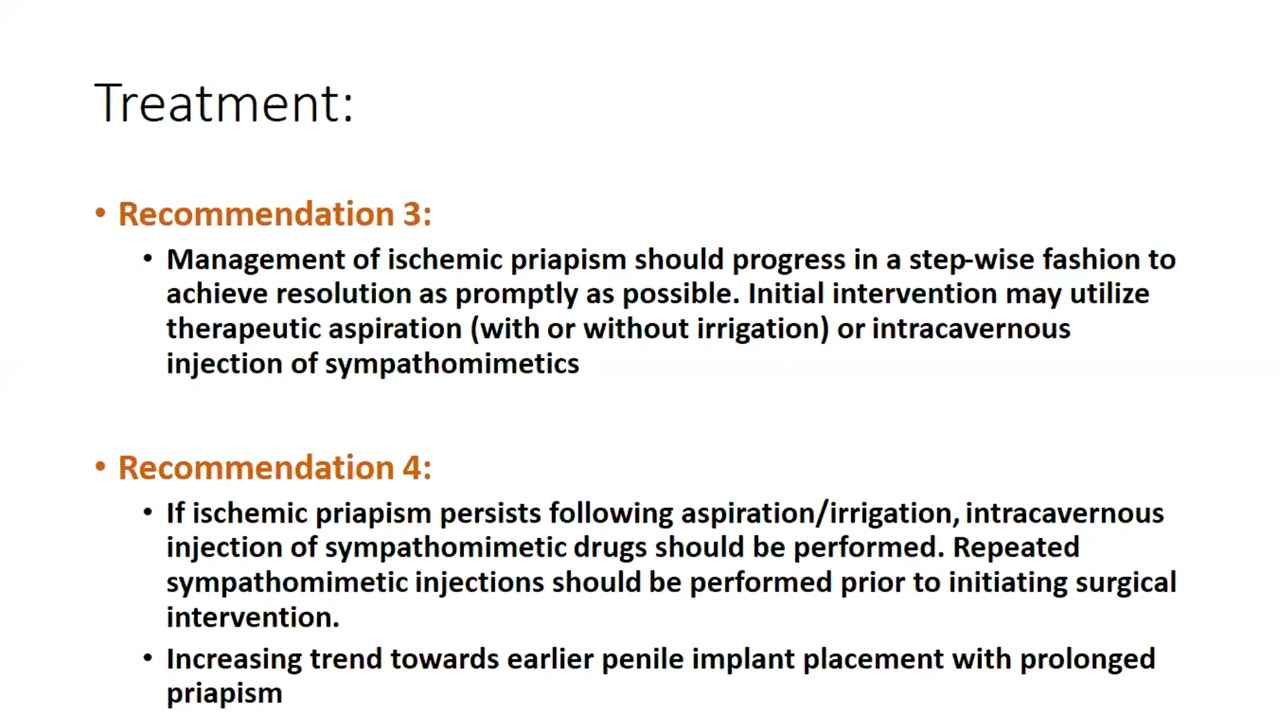 Treatment:
• Recommendation 3:
• Management of ischemic priapism should progress in a step-wise fashion to
achieve resolution as promptly as possible. Initial intervention may utilize
therapeutic aspiration (with or without irrigation) or intracavernous
injection of sympathomimetics
• Recommendation 4:
• If ischemic priapism persists following aspiration/irrigation, intracavernous
injection of sympathomimetic drugs should be performed. Repeated
sympathomimetic injections should be performed prior to initiating surgical
intervention.
• Increasing trend towards earlier penile implant placement with prolonged
priapism